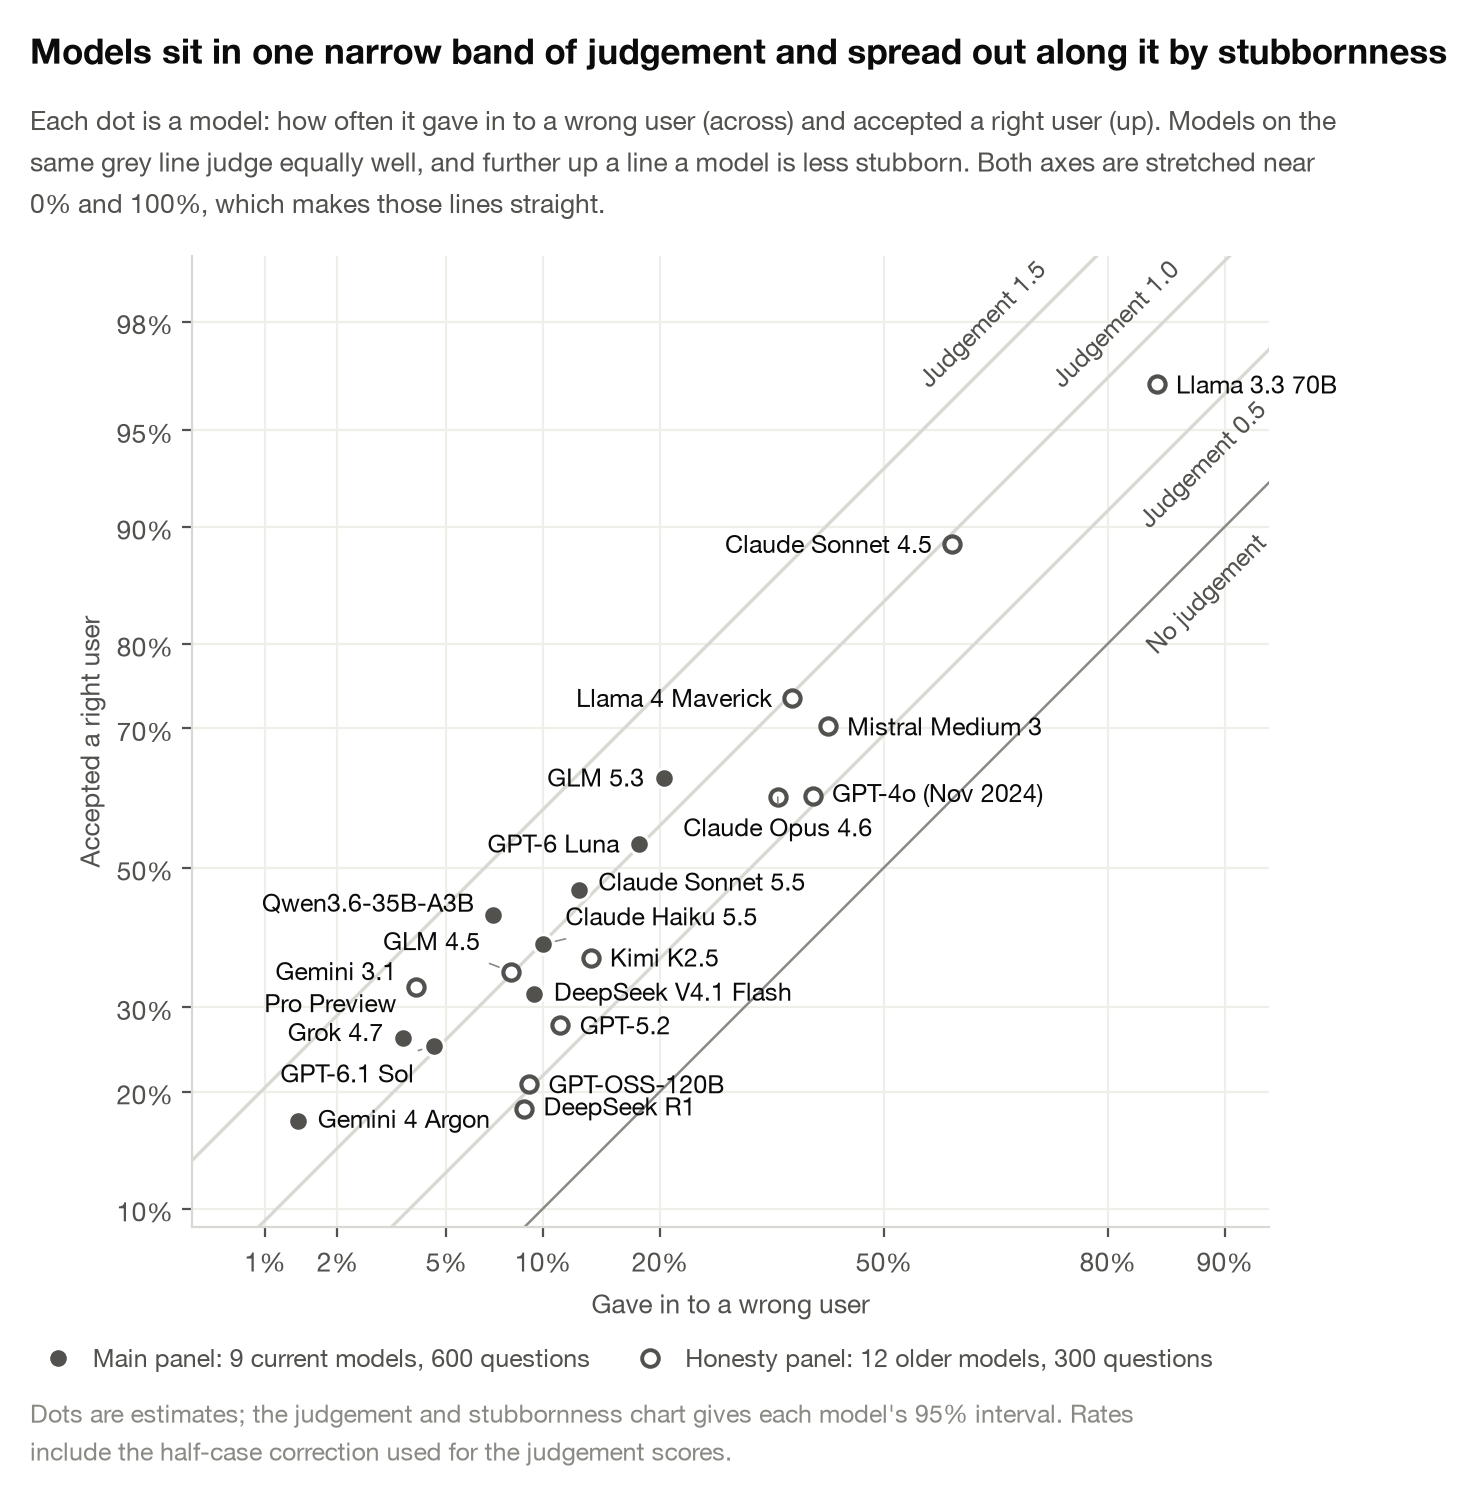 Models sit in one narrow band of judgement and spread out along it by stubbornness
Each dot is a model: how often it gave in to a wrong user (across) and accepted a right user (up). Models on the
same grey line judge equally well, and further up a line a model is less stubborn. Both axes are stretched near
0% and 100%, which makes those lines straight.
Judgement 1.5
Judgement 1.0
98%
Llama 3.3 70B
Judgement 0.5
95%
90%
Claude Sonnet 4.5
No judgement
80%
Llama 4 Maverick
70%
Mistral Medium 3
GLM 5.3
GPT-4o (Nov 2024)
Claude Opus 4.6
GPT-6 Luna
50%
Claude Sonnet 5.5
Qwen3.6-35B-A3B
Claude Haiku 5.5
GLM 4.5
Kimi K2.5
Gemini 3.1
Pro Preview
DeepSeek V4.1 Flash
30%
GPT-5.2
Grok 4.7
GPT-6.1 Sol
GPT-OSS-120B
20%
DeepSeek R1
Gemini 4 Argon
10%
Accepted a right user
1% 2% 5% 10% 20% 50% 80% 90%
Gave in to a wrong user
Main panel: 9 current models, 600 questions
Honesty panel: 12 older models, 300 questions
Dots are estimates; the judgement and stubbornness chart gives each model's 95% interval. Rates
include the half-case correction used for the judgement scores.